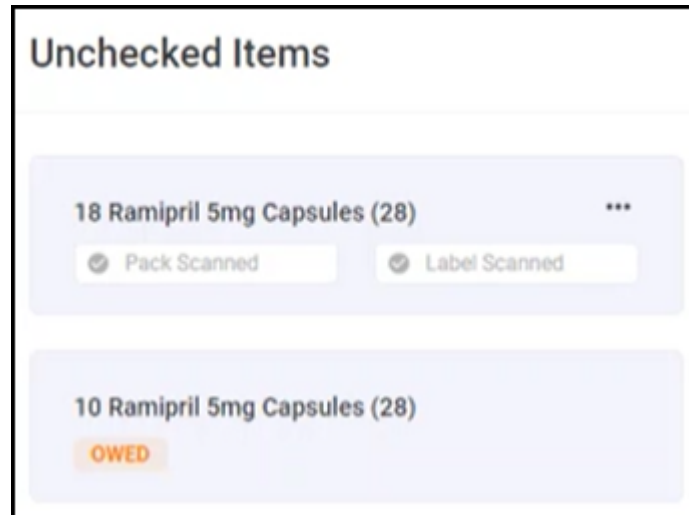 Unchecked Items
18 Ramipril 5mg Capsules (28)
Pack Scanned Label Scanned
10 Ramipril 5mg Capsules (28)
OWED